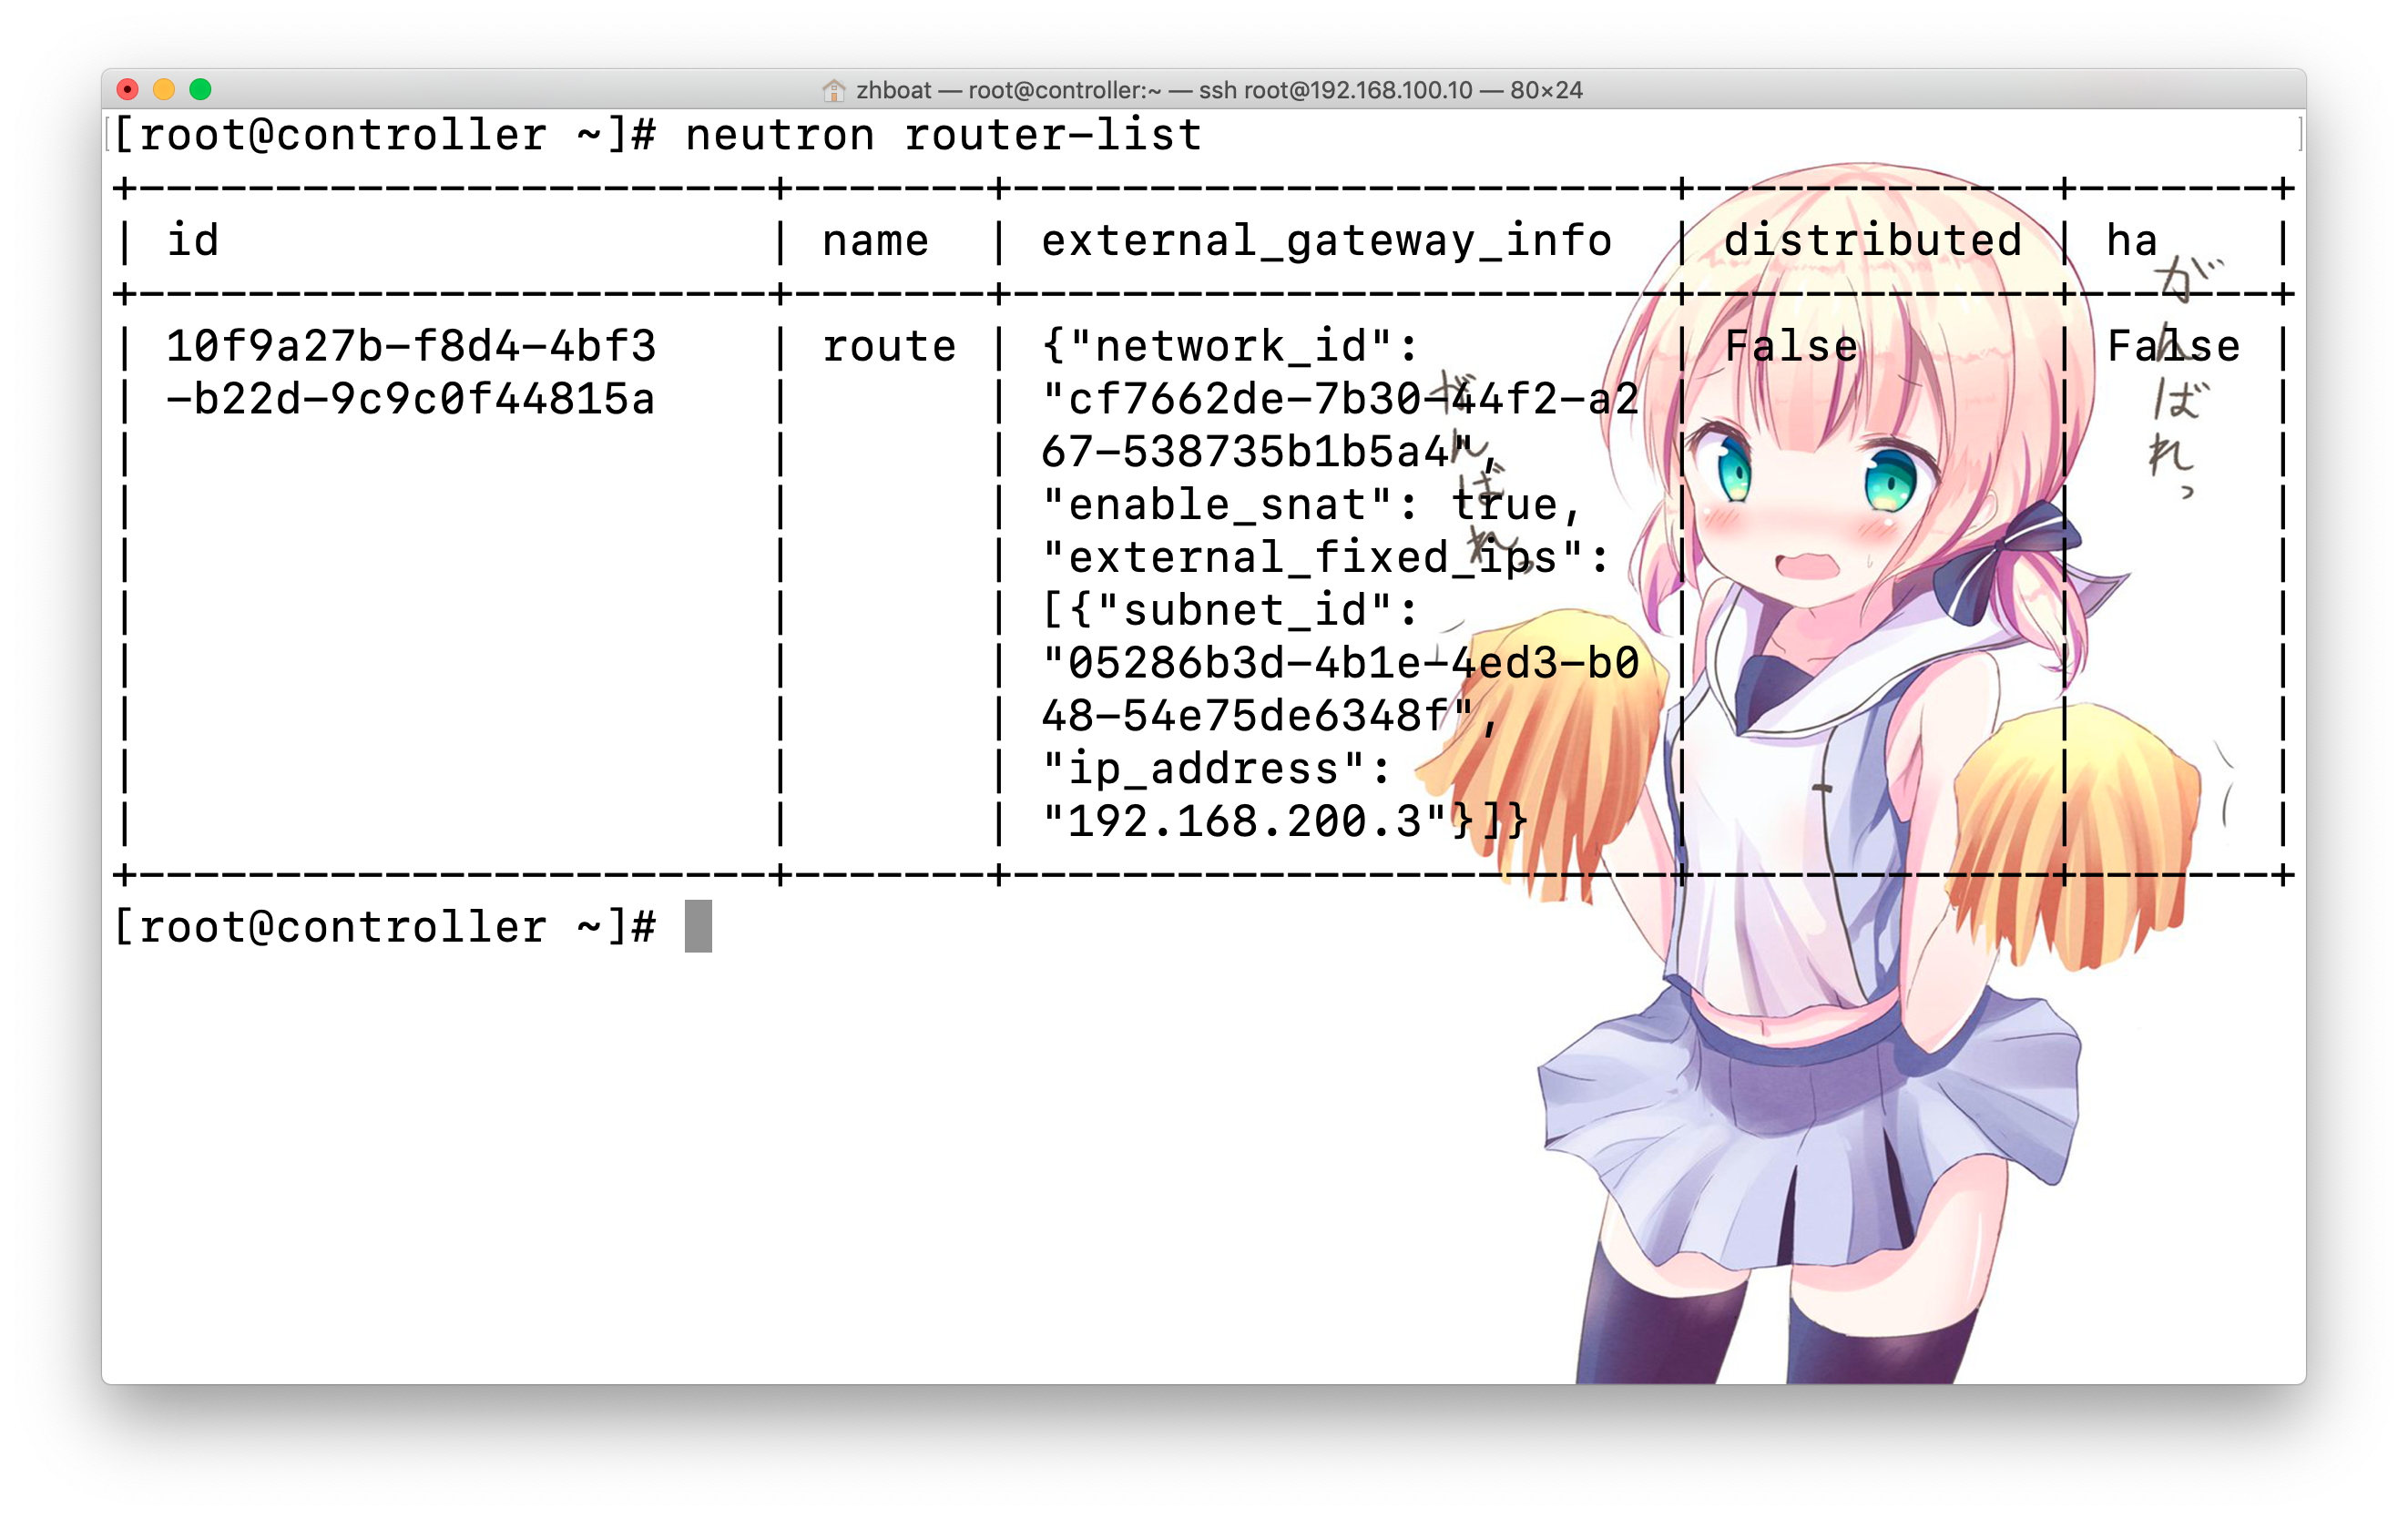 zhboat — root@controller:~ — ssh root@192.168.100.10 — 80×24
[root@controller ~]# neutron router-list
+-----------------------+-------+------------------------+-------------+-------+
| id                    | name  | external_gateway_info  | distributed | ha    |
+-----------------------+-------+------------------------+-------------+-------+
| 10f9a27b-f8d4-4bf3    | route | {"network_id":         | False       | False |
| -b22d-9c9c0f44815a    |       | "cf7662de-7b30-44f2-a2 |             |       |
|                       |       | 67-538735b1b5a4",      |             |       |
|                       |       | "enable_snat": true,   |             |       |
|                       |       | "external_fixed_ips":  |             |       |
|                       |       | [{"subnet_id":         |             |       |
|                       |       | "05286b3d-4b1e-4ed3-b0 |             |       |
|                       |       | 48-54e75de6348f",      |             |       |
|                       |       | "ip_address":          |             |       |
|                       |       | "192.168.200.3"}]}     |             |       |
+-----------------------+-------+------------------------+-------------+-------+
[root@controller ~]#
がんばれっ
がんばれっ